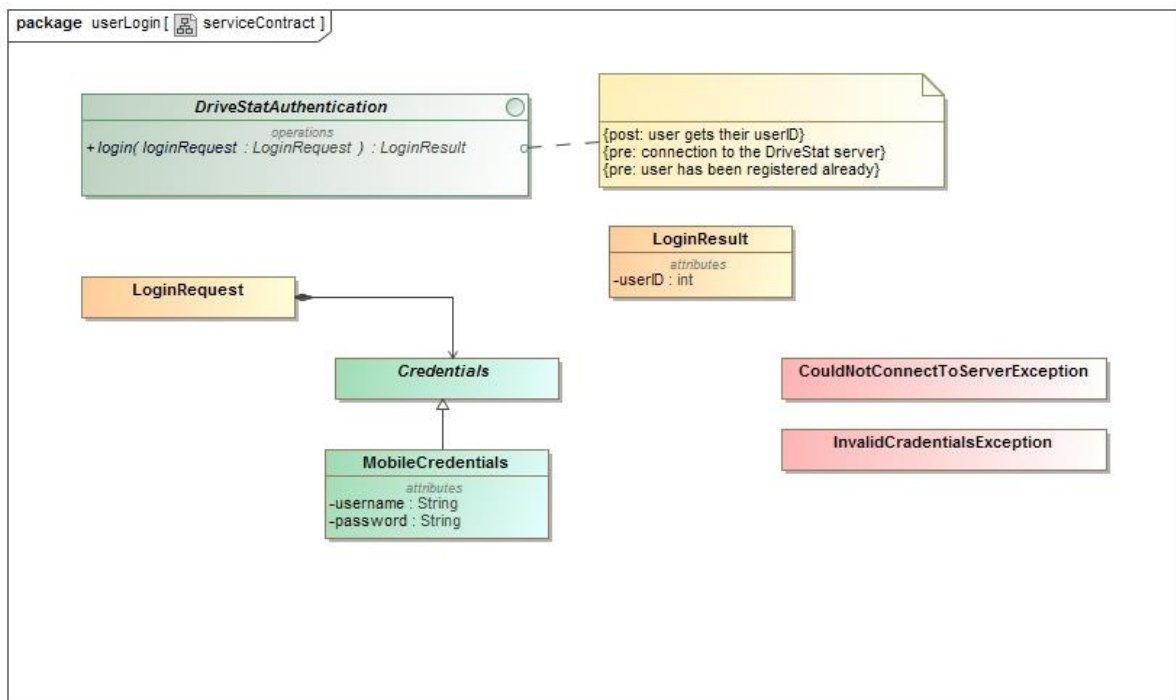 package userLogin [ serviceContract ]
DriveStatAuthentication
operations
+login( loginRequest : LoginRequest ) : LoginResult
{post: user gets their userID}
{pre: connection to the DriveStat server}
{pre: user has been registered already}
LoginResult
attributes
-userID : int
LoginRequest
Credentials
CouldNotConnectToServerException
InvalidCradentialsException
MobileCredentials
attributes
-username : String
-password : String